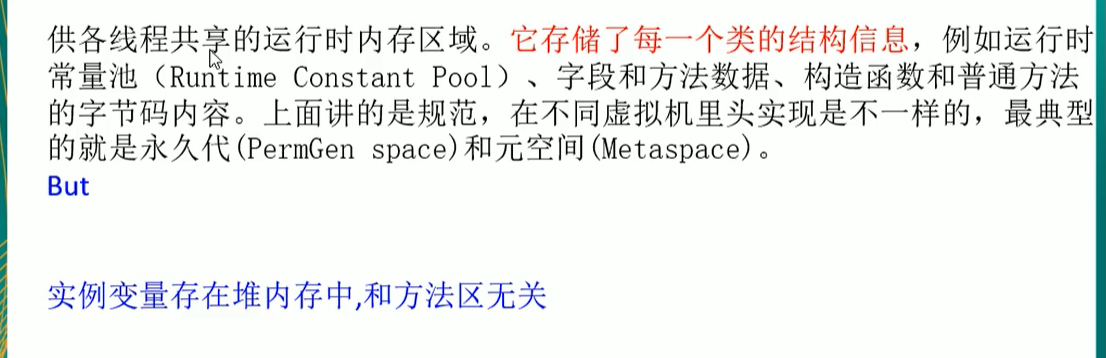 供各线程共享的运行时内存区域。它存储了每一个类的结构信息，例如运行时
常量池（Runtime Constant Pool）、字段和方法数据、构造函数和普通方法
的字节码内容。上面讲的是规范，在不同虚拟机里头实现是不一样的，最典型
的就是永久代(PermGen space)和元空间(Metaspace)。
But
实例变量存在堆内存中,和方法区无关